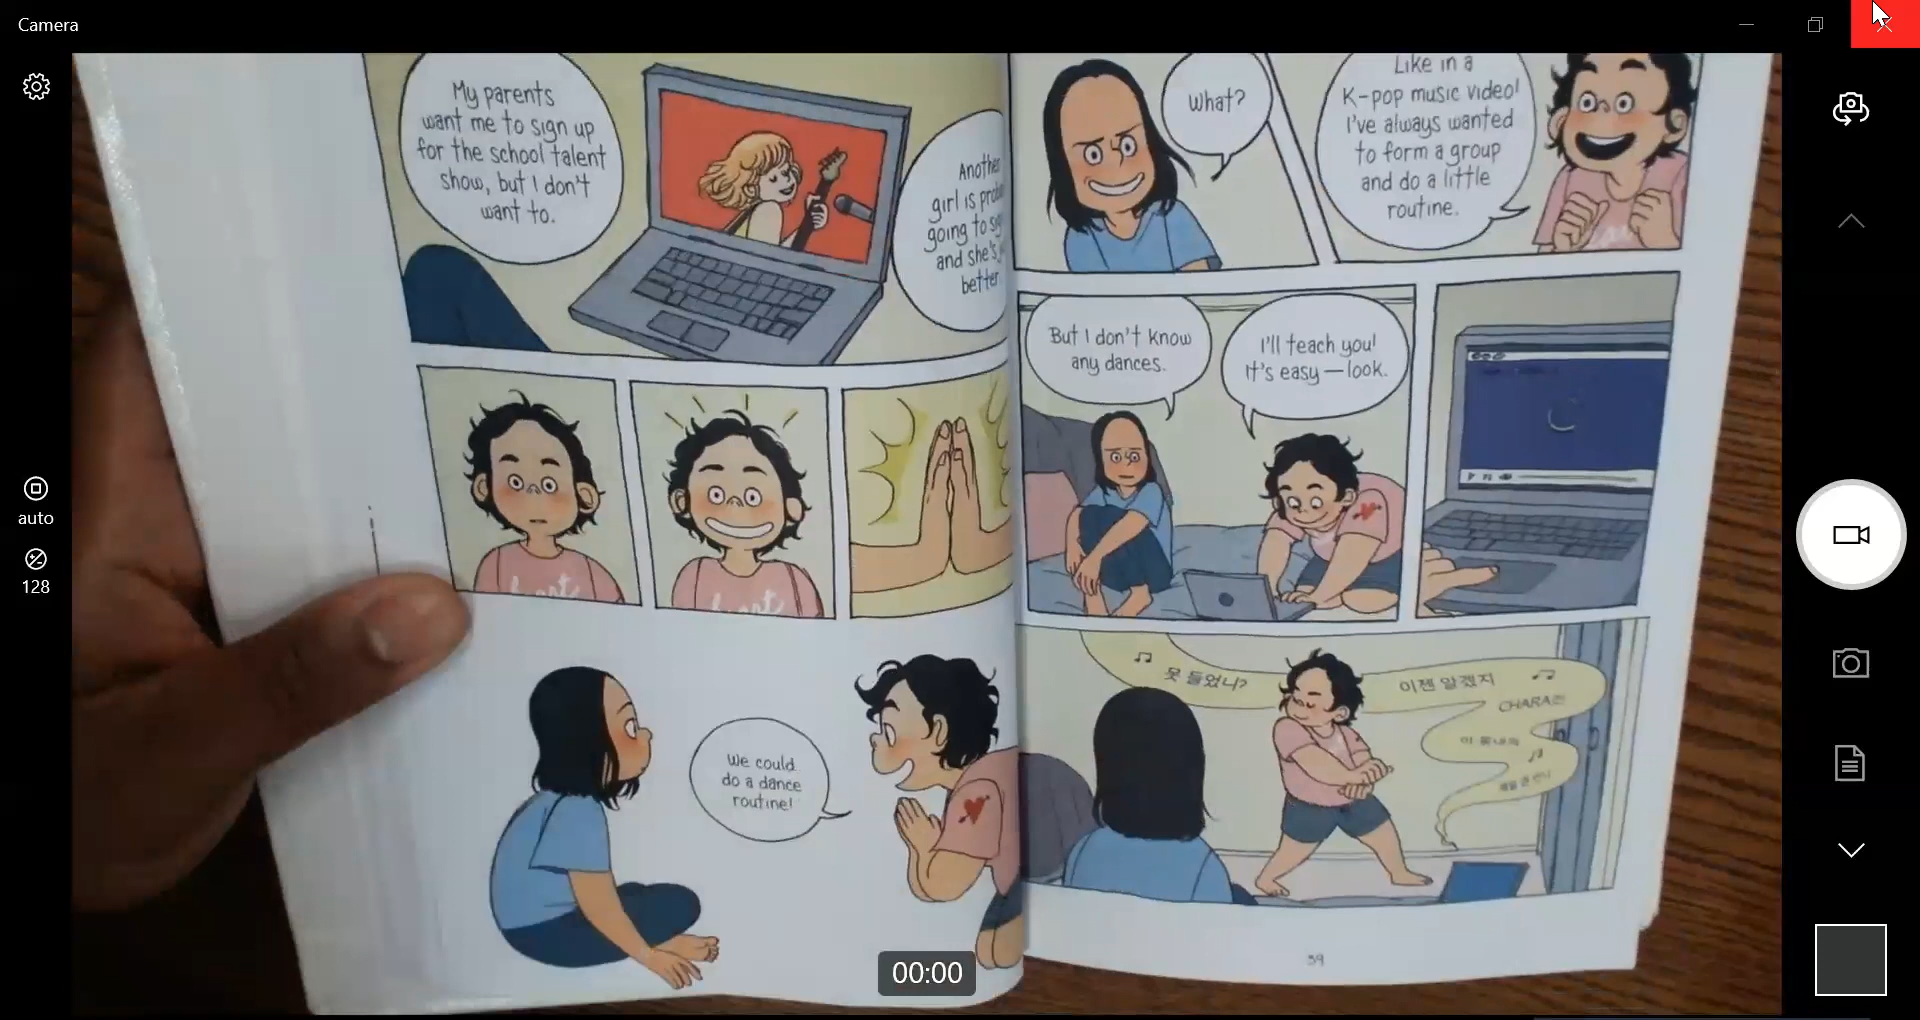 Camera
My parents
want me to sign up
for the school talent
show, but I don't
want to.
Another
girl is
going to
and she's
better.
We could
do a dance
routine!
What?
Like in a
K-pop music video!
I've always wanted
to form a group
and do a little
routine.
But I don't know
any dances.
I'll teach you!
It's easy — look.
못 들었니?
이젠 알겠지
59
auto
128
00:00